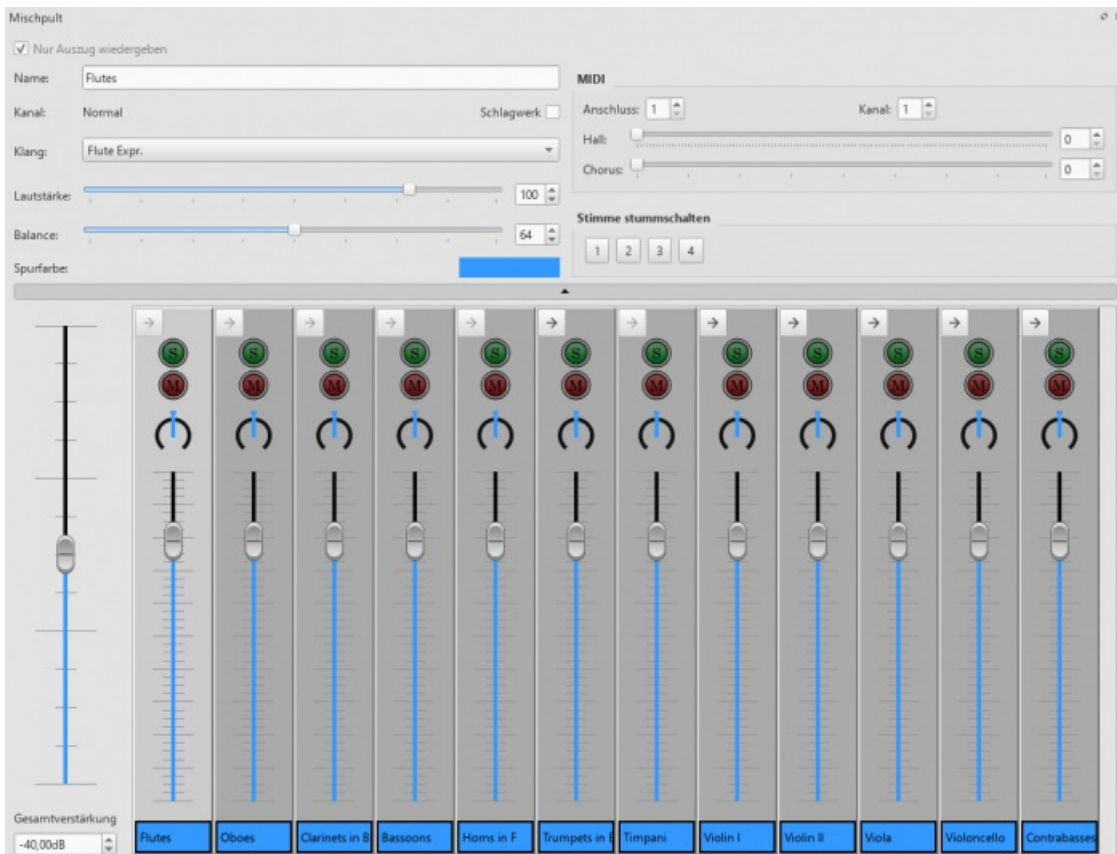 Mischpult
Nur Auszug wiedergeben
Name: Flutes
Kanal: Normal Schlagwerk
Klang: Flute Expr.
Lautstärke: 100
Balance: 64
Spurfarbe:
MIDI
Anschluss: 1 Kanal: 1
Hall: 0
Chorus: 0
Stimme stummschalten
1 2 3 4
S S S S S S S S S S S S
M M M M M M M M M M M M
Gesamtverstärkung
-40,00dB
Flutes Oboes Clarinets in B Bassoons Horns in F Trumpets in B Timpani Violin I Violin II Viola Violoncello Contrabasses